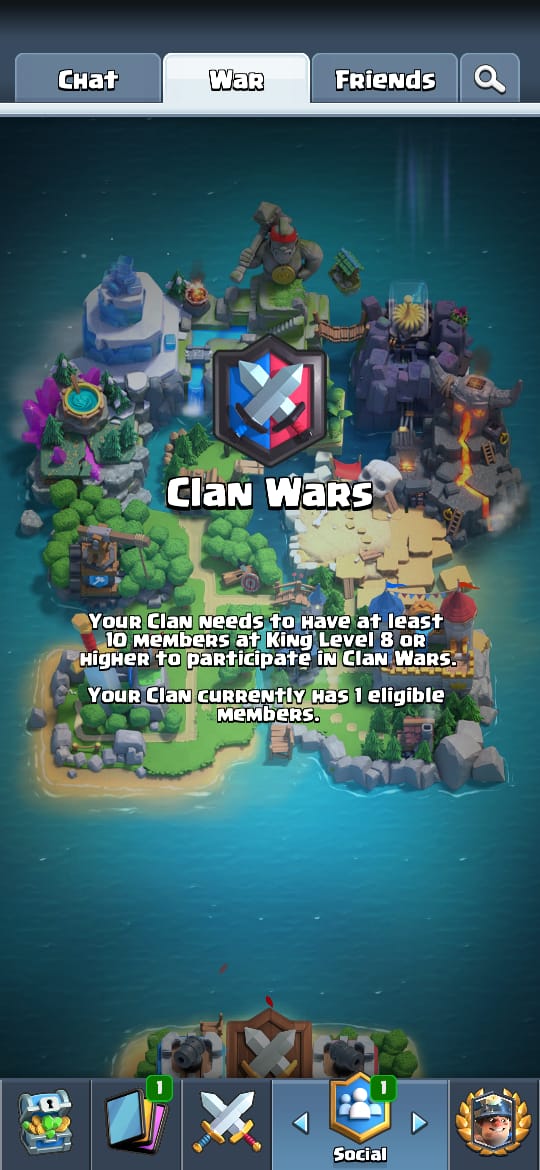 Chat War Friends
Clan Wars
Your Clan needs to have at least
10 members at King Level 8 or
higher to participate in Clan Wars.
Your Clan currently has 1 eligible
members.
1 1
Social